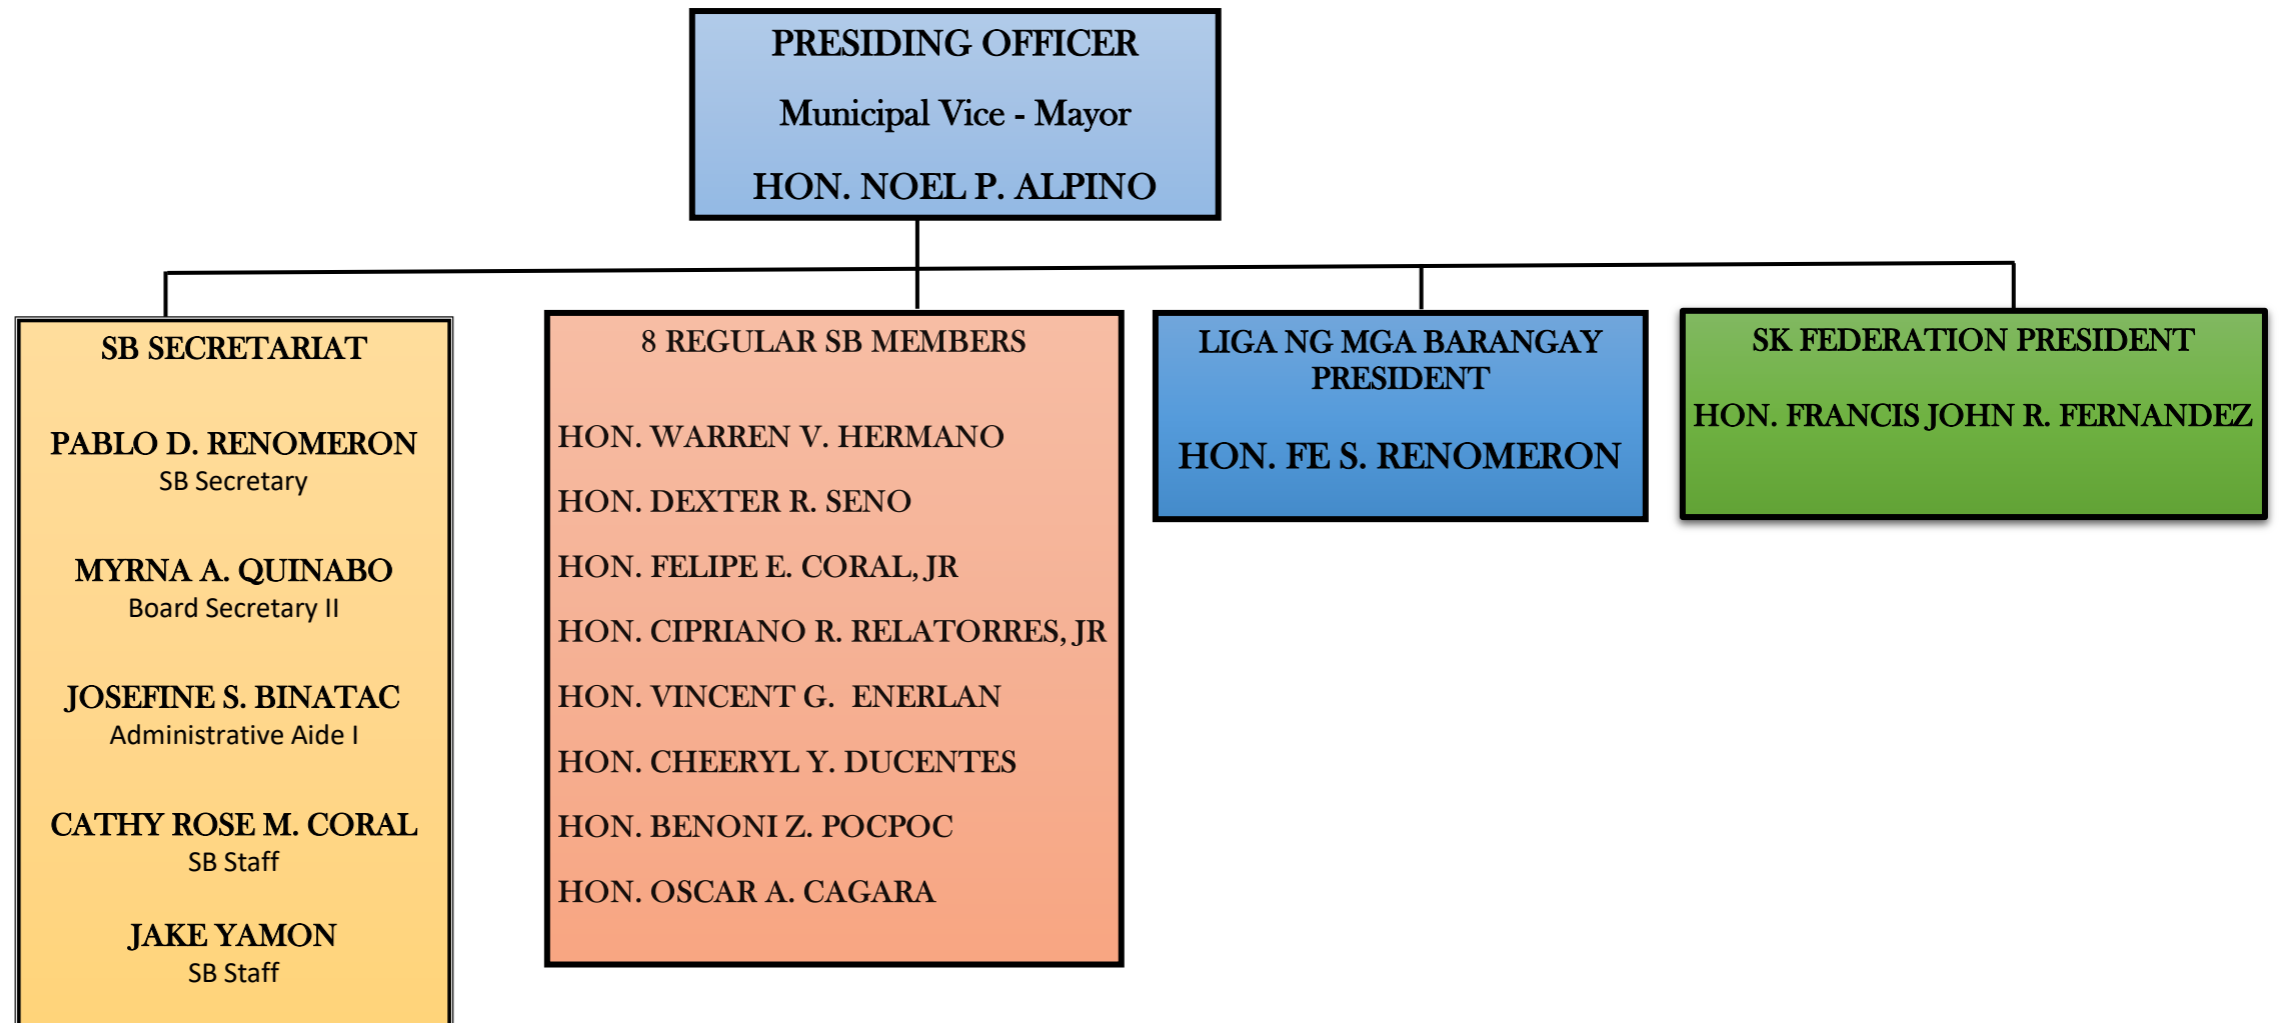 PRESIDING OFFICER
Municipal Vice - Mayor
HON. NOEL P. ALPINO
SB SECRETARIAT
PABLO D. RENOMERON
SB Secretary
MYRNA A. QUINABO
Board Secretary II
JOSEFINE S. BINATAC
Administrative Aide I
CATHY ROSE M. CORAL
SB Staff
JAKE YAMON
SB Staff
8 REGULAR SB MEMBERS
HON. WARREN V. HERMANO
HON. DEXTER R. SENO
HON. FELIPE E. CORAL, JR
HON. CIPRIANO R. RELATORRES, JR
HON. VINCENT G. ENERLAN
HON. CHEERYL Y. DUCENTES
HON. BENONI Z. POCPOC
HON. OSCAR A. CAGARA
LIGA NG MGA BARANGAY
PRESIDENT
HON. FE S. RENOMERON
SK FEDERATION PRESIDENT
HON. FRANCIS JOHN R. FERNANDEZ